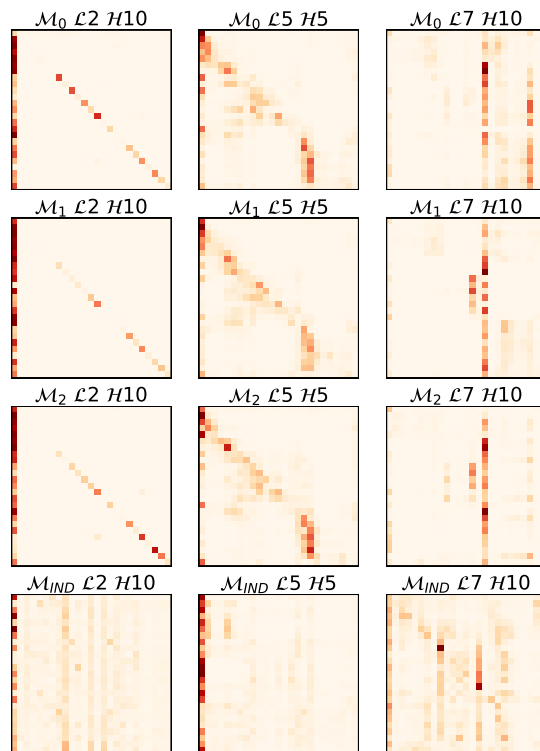 ℳ0 ℒ2 ℋ10 ℳ0 ℒ5 ℋ5 ℳ0 ℒ7 ℋ10
ℳ1 ℒ2 ℋ10 ℳ1 ℒ5 ℋ5 ℳ1 ℒ7 ℋ10
ℳ2 ℒ2 ℋ10 ℳ2 ℒ5 ℋ5 ℳ2 ℒ7 ℋ10
ℳIND ℒ2 ℋ10 ℳIND ℒ5 ℋ5 ℳIND ℒ7 ℋ10